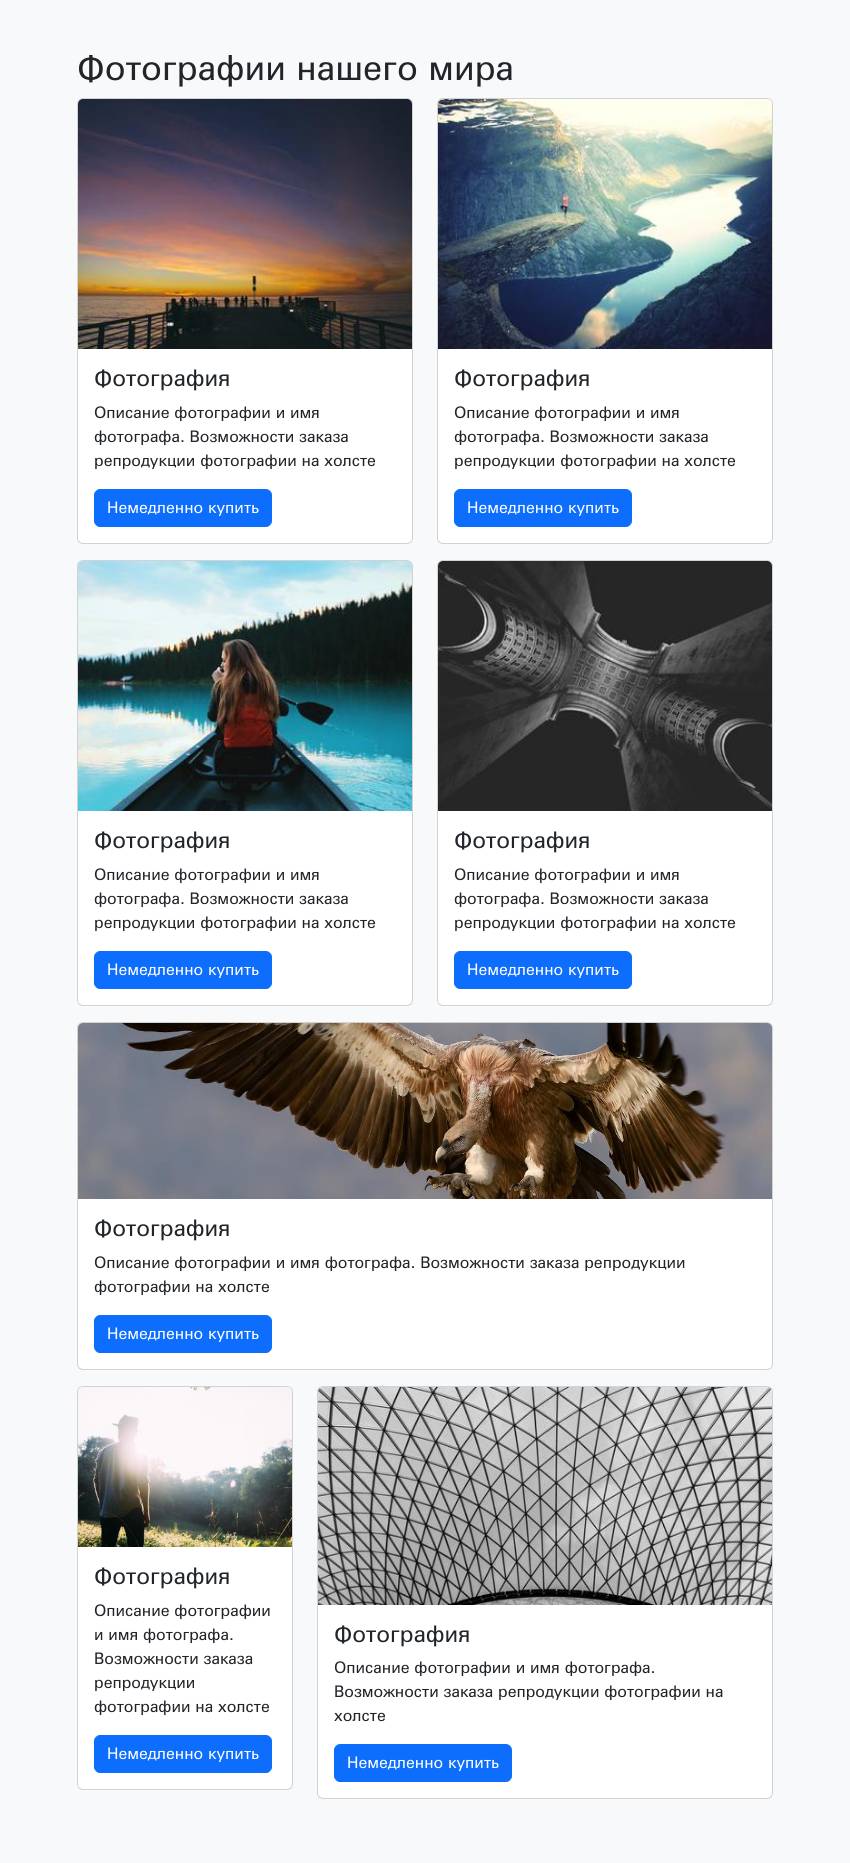 Фотографии нашего мира
Фотография
Описание фотографии и имя
фотографа. Возможности заказа
репродукции фотографии на холсте
Немедленно купить
Фотография
Описание фотографии и имя
фотографа. Возможности заказа
репродукции фотографии на холсте
Немедленно купить
Фотография
Описание фотографии и имя
фотографа. Возможности заказа
репродукции фотографии на холсте
Немедленно купить
Фотография
Описание фотографии и имя
фотографа. Возможности заказа
репродукции фотографии на холсте
Немедленно купить
Фотография
Описание фотографии и имя фотографа. Возможности заказа репродукции
фотографии на холсте
Немедленно купить
Фотография
Описание фотографии
и имя фотографа.
Возможности заказа
репродукции
фотографии на холсте
Немедленно купить
Фотография
Описание фотографии и имя фотографа.
Возможности заказа репродукции фотографии на
холсте
Немедленно купить